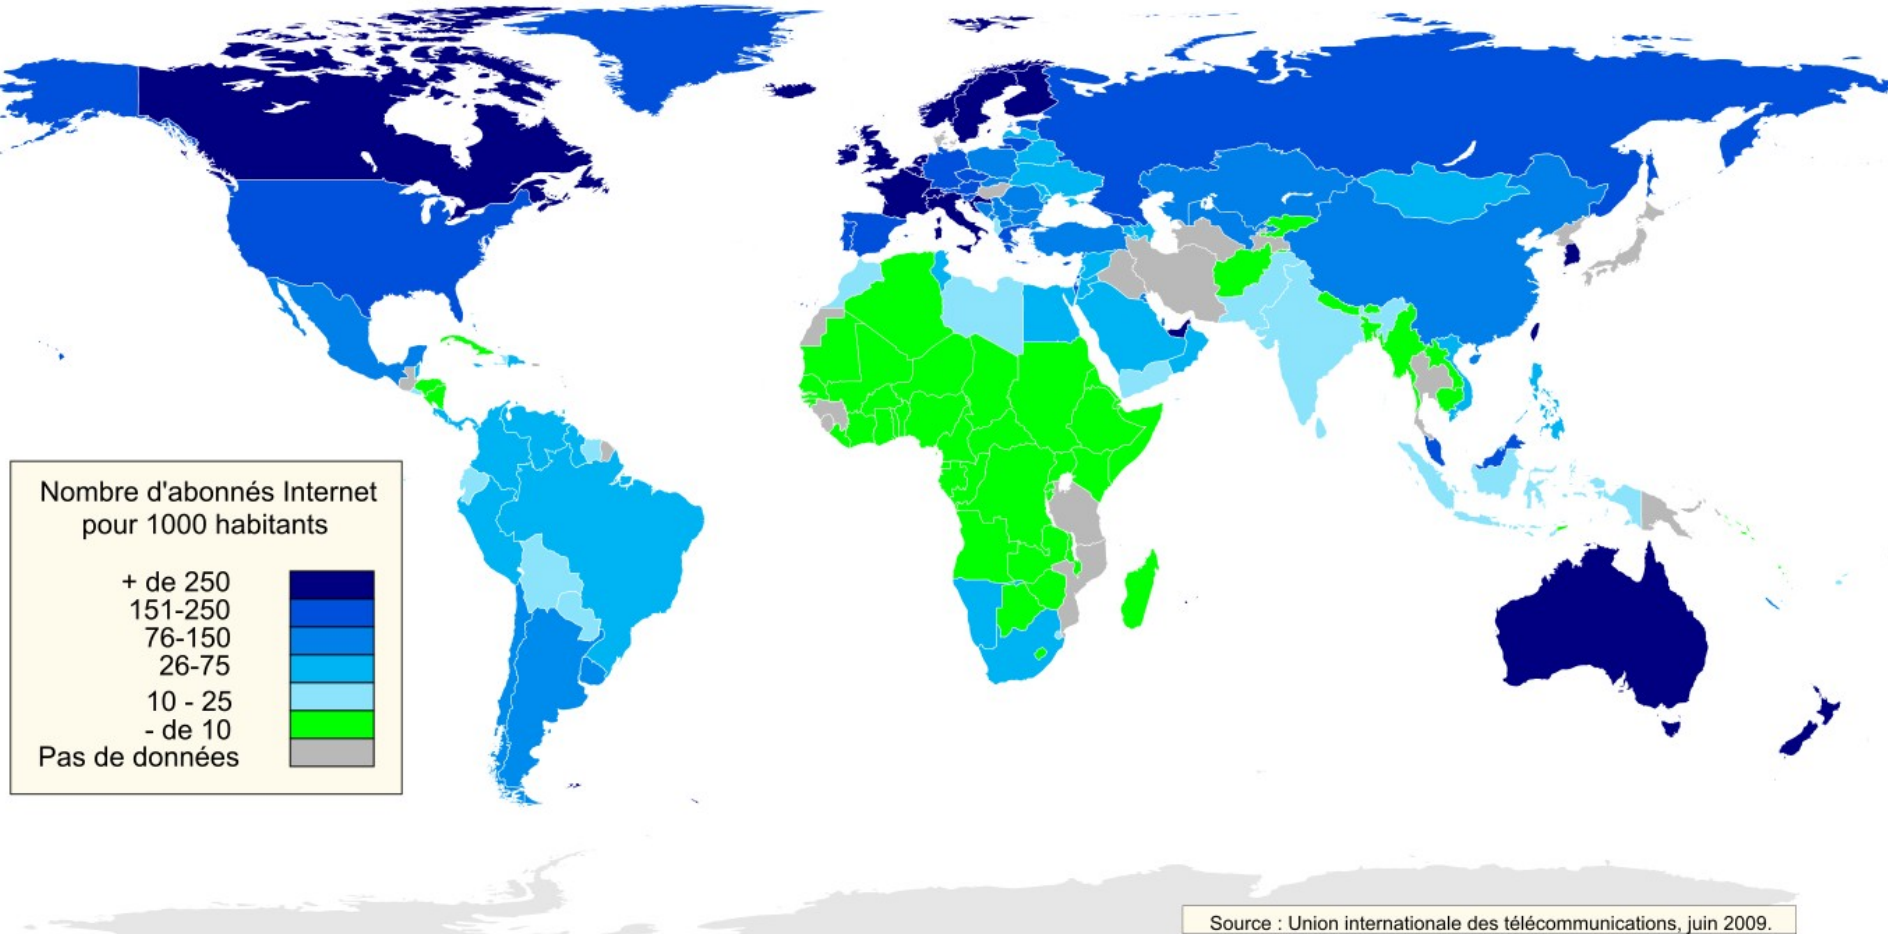 Nombre d'abonnés Internet
pour 1000 habitants
+ de 250
151-250
76-150
26-75
10 - 25
- de 10
Pas de données
Source : Union internationale des télécommunications, juin 2009.